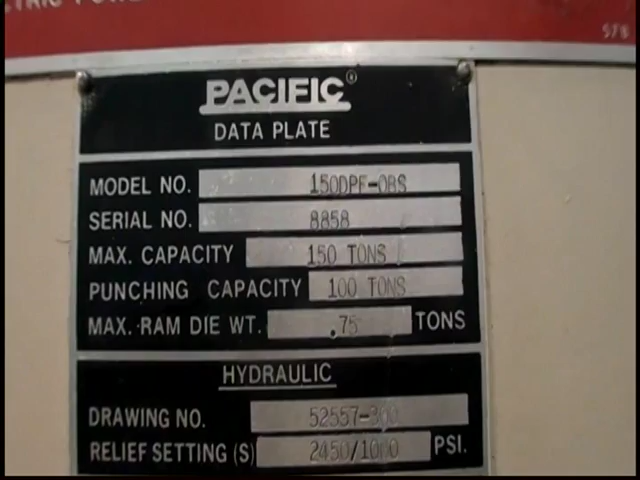 PACIFIC®
DATA PLATE
MODEL NO. 150DPF-OBS
SERIAL NO. 8858
MAX. CAPACITY 150 TONS
PUNCHING CAPACITY 100 TONS
MAX. RAM DIE WT. .75 TONS
HYDRAULIC
DRAWING NO. 52557-300
RELIEF SETTING (S) 2450/1000 PSI.